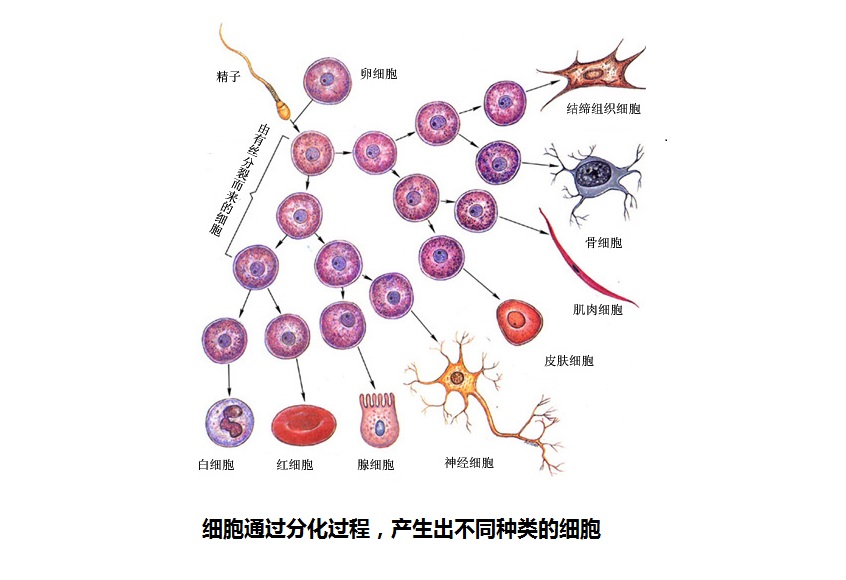 精子
卵细胞
结缔组织细胞
由有丝分裂而来的细胞
骨细胞
肌肉细胞
皮肤细胞
白细胞
红细胞
腺细胞
神经细胞
细胞通过分化过程，产生出不同种类的细胞